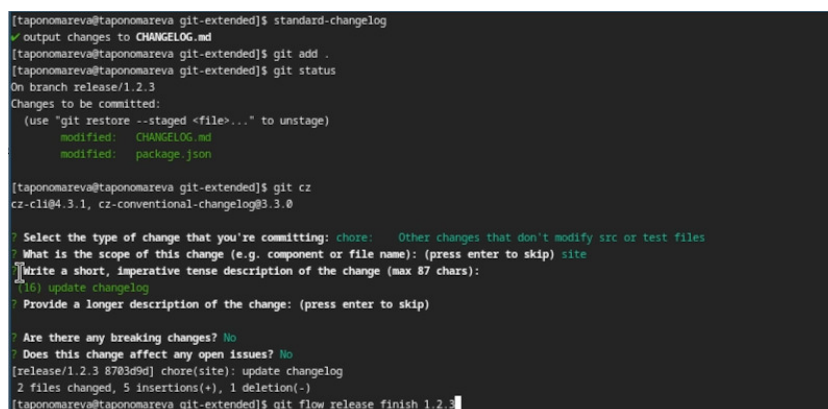 [taponomareva@taponomareva git-extended]$ standard-changelog
✔ output changes to CHANGELOG.md
[taponomareva@taponomareva git-extended]$ git add .
[taponomareva@taponomareva git-extended]$ git status
On branch release/1.2.3
Changes to be committed:
  (use "git restore --staged <file>..." to unstage)
        modified:   CHANGELOG.md
        modified:   package.json
[taponomareva@taponomareva git-extended]$ git cz
cz-cli@4.3.1, cz-conventional-changelog@3.3.0
? Select the type of change that you're committing: chore:    Other changes that don't modify src or test files
? What is the scope of this change (e.g. component or file name): (press enter to skip) site
? Write a short, imperative tense description of the change (max 87 chars):
 (16) update changelog
? Provide a longer description of the change: (press enter to skip)
? Are there any breaking changes? No
? Does this change affect any open issues? No
[release/1.2.3 8703d9d] chore(site): update changelog
 2 files changed, 5 insertions(+), 1 deletion(-)
[taponomareva@taponomareva git-extended]$ git flow release finish 1.2.3